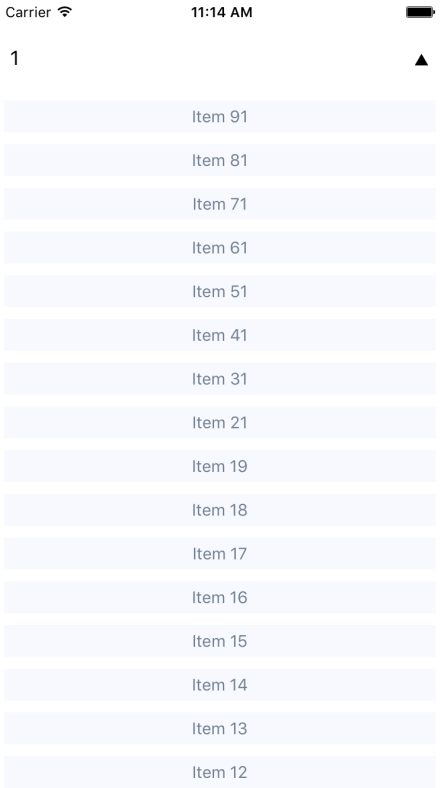 Carrier 11:14 AM
1 ▲
Item 91
Item 81
Item 71
Item 61
Item 51
Item 41
Item 31
Item 21
Item 19
Item 18
Item 17
Item 16
Item 15
Item 14
Item 13
Item 12